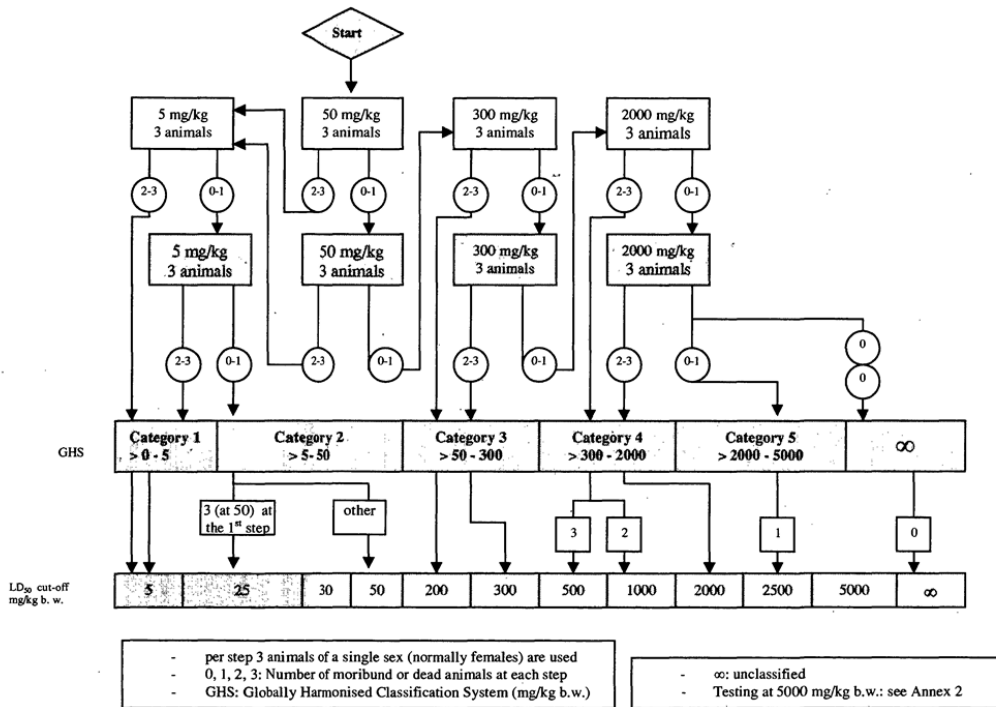 Start
5 mg/kg
3 animals
50 mg/kg
3 animals
300 mg/kg
3 animals
2000 mg/kg
3 animals
2-3
0-1
2-3
0-1
2-3
0-1
2-3
0-1
5 mg/kg
3 animals
50 mg/kg
3 animals
300 mg/kg
3 animals
2000 mg/kg
3 animals
2-3
0-1
2-3
0-1
2-3
0-1
2-3
0-1
0
0
GHS
Category 1
> 0 - 5
Category 2
> 5- 50
Category 3
> 50 - 300
Category 4
> 300 - 2000
Category 5
> 2000 - 5000
∞
3 (at 50) at
the 1st step
other
3
2
1
0
LD50 cut-off
mg/kg b. w.
5
25
30
50
200
300
500
1000
2000
2500
5000
∞
- per step 3 animals of a single sex (normally females) are used
- 0, 1, 2, 3: Number of moribund or dead animals at each step
- GHS: Globally Harmonised Classification System (mg/kg b.w.)
- ∞: unclassified
- Testing at 5000 mg/kg b.w.: see Annex 2